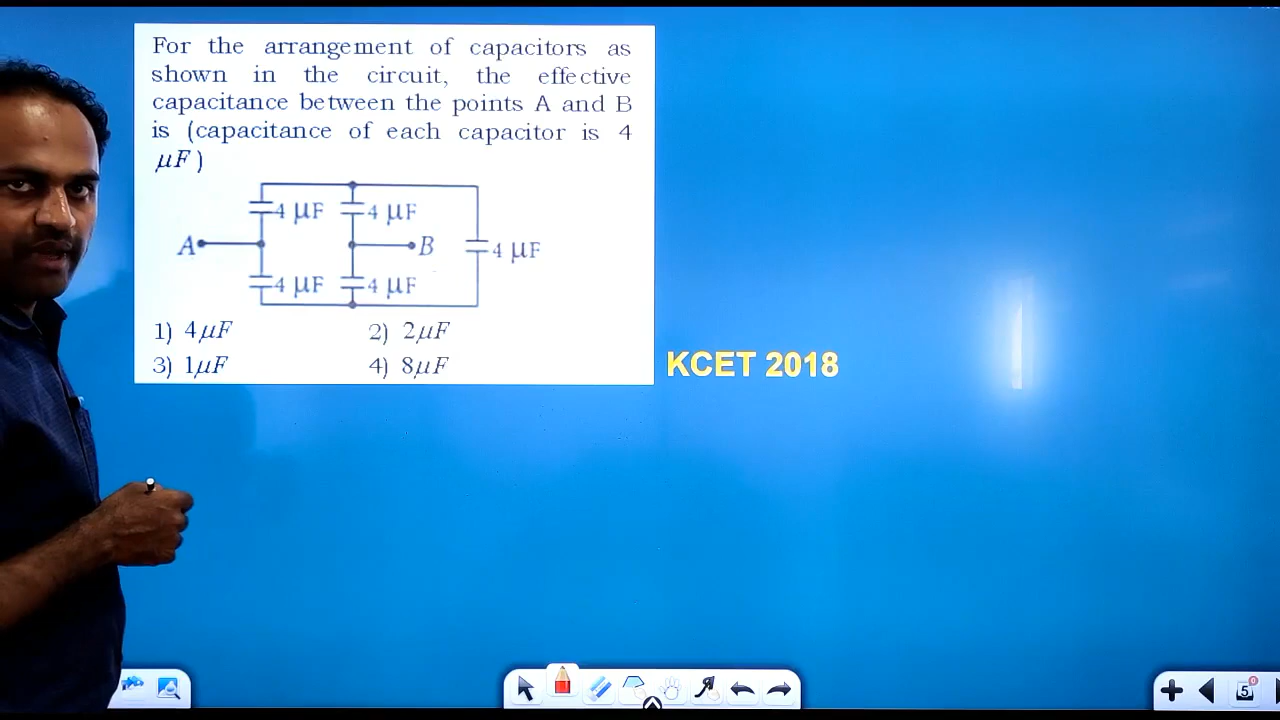 For the arrangement of capacitors as
shown in the circuit, the effective
capacitance between the points A and B
is (capacitance of each capacitor is 4
μF)
4 μF 4 μF
A B 4 μF
4 μF 4 μF
1) 4μF 2) 2μF
3) 1μF 4) 8μF
KCET 2018
5 0